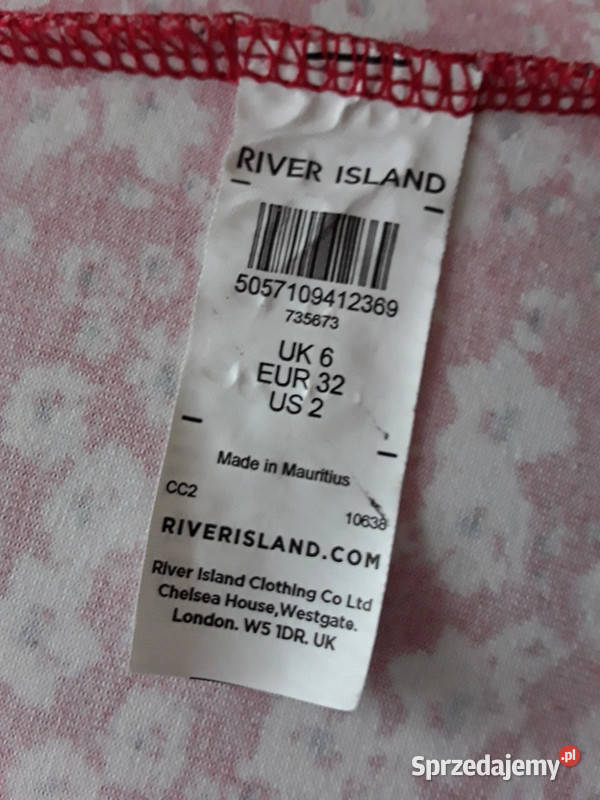 RIVER ISLAND
5057109412369
735673
UK 6
EUR 32
US 2
Made in Mauritius
CC2
10638
RIVERISLAND.COM
River Island Clothing Co Ltd
Chelsea House,Westgate.
London. W5 1DR. UK
Sprzedajemy.pl